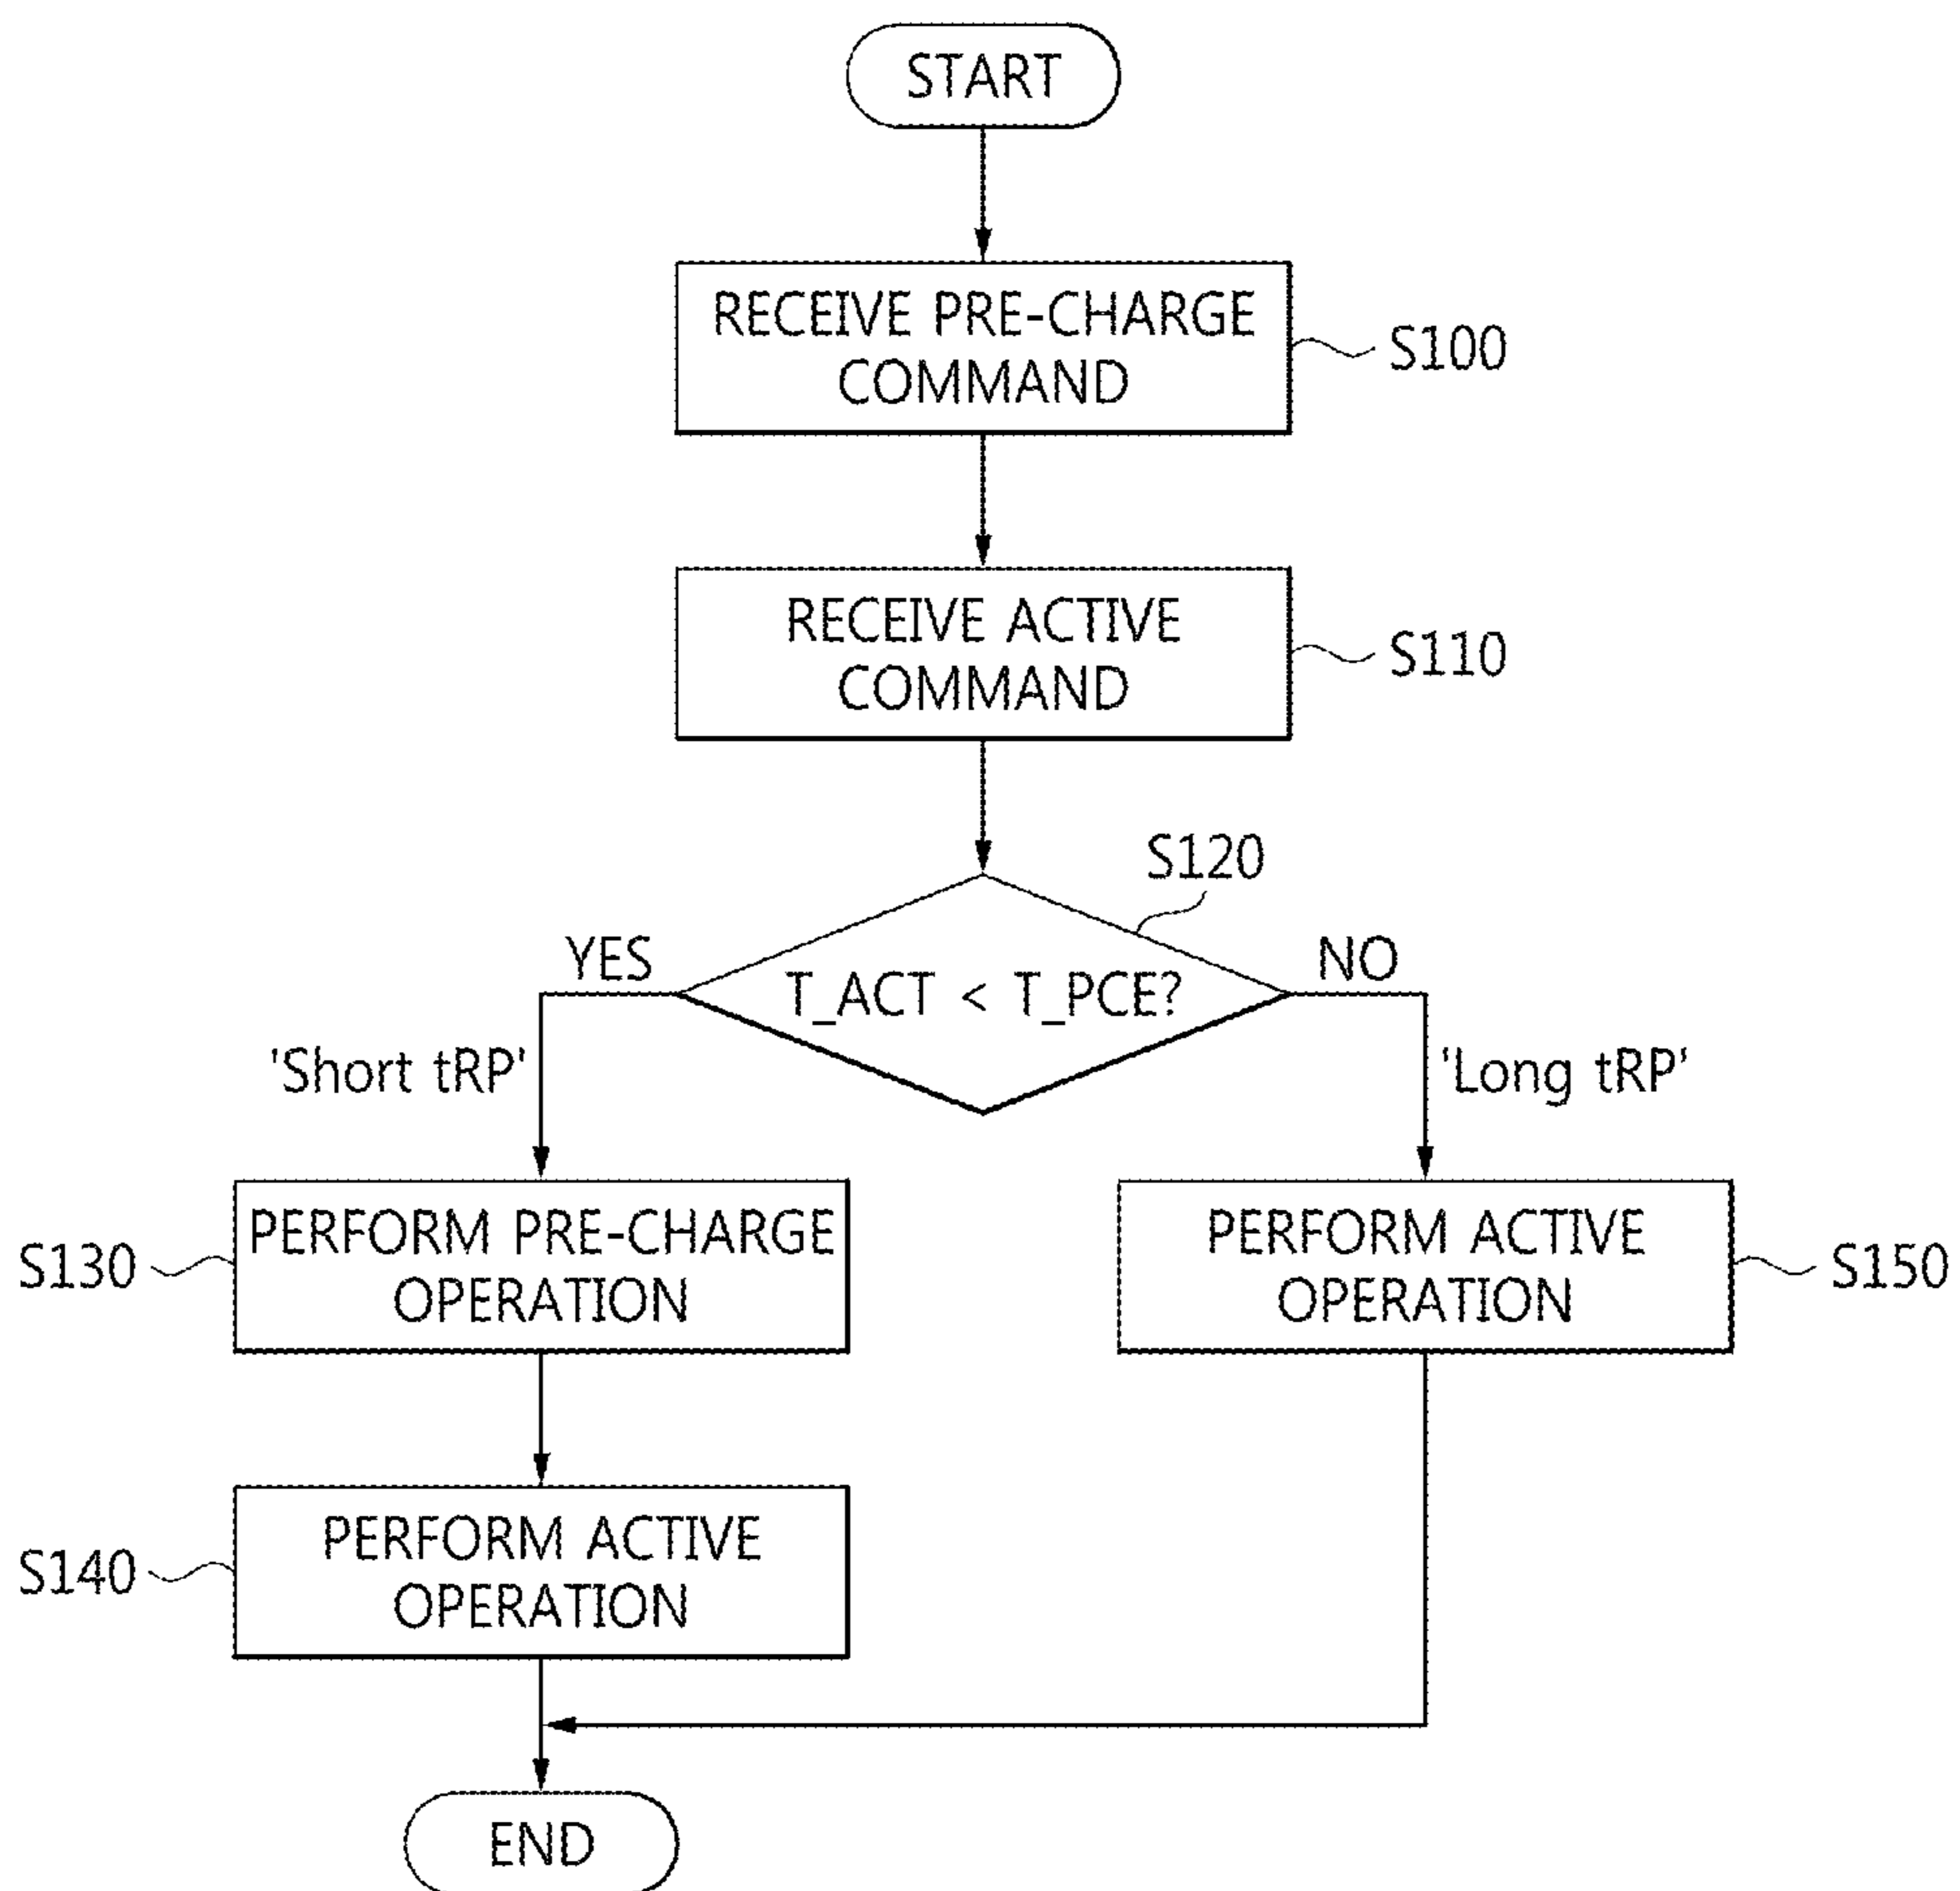 START
RECEIVE PRE-CHARGE
COMMAND
S100
RECEIVE ACTIVE
COMMAND
S110
S120
YES
T_ACT < T_PCE?
NO
'Short tRP'
'Long tRP'
S130
PERFORM PRE-CHARGE
OPERATION
PERFORM ACTIVE
OPERATION
S150
S140
PERFORM ACTIVE
OPERATION
END